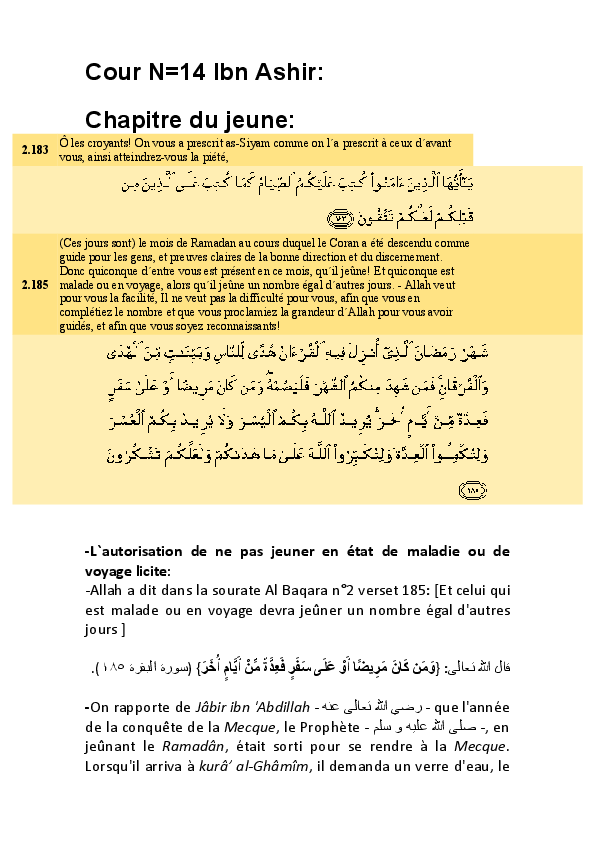 Cour N=14 Ibn Ashir:
Chapitre du jeune:
2.183
Ô les croyants! On vous a prescrit as-Siyam comme on l´a prescrit à ceux d´avant
vous, ainsi atteindrez-vous la piété,
يَـٰٓأَيُّهَا ٱلَّذِينَ ءَامَنُوا۟ كُتِبَ عَلَيْكُمُ ٱلصِّيَامُ كَمَا كُتِبَ عَلَى ٱلَّذِينَ مِن
قَبْلِكُمْ لَعَلَّكُمْ تَتَّقُونَ ﴿١٨٣﴾
2.185
(Ces jours sont) le mois de Ramadan au cours duquel le Coran a été descendu comme
guide pour les gens, et preuves claires de la bonne direction et du discernement.
Donc quiconque d´entre vous est présent en ce mois, qu´il jeûne! Et quiconque est
malade ou en voyage, alors qu´il jeûne un nombre égal d´autres jours. - Allah veut
pour vous la facilité, Il ne veut pas la difficulté pour vous, afin que vous en
complétiez le nombre et que vous proclamiez la grandeur d´Allah pour vous avoir
guidés, et afin que vous soyez reconnaissants!
شَهْرُ رَمَضَانَ ٱلَّذِىٓ أُنزِلَ فِيهِ ٱلْقُرْءَانُ هُدًى لِّلنَّاسِ وَبَيِّنَـٰتٍ مِّنَ ٱلْهُدَىٰ
وَٱلْفُرْقَانِ ۚ فَمَن شَهِدَ مِنكُمُ ٱلشَّهْرَ فَلْيَصُمْهُ ۖ وَمَن كَانَ مَرِيضًا أَوْ عَلَىٰ سَفَرٍ
فَعِدَّةٌ مِّنْ أَيَّامٍ أُخَرَ ۗ يُرِيدُ ٱللَّهُ بِكُمُ ٱلْيُسْرَ وَلَا يُرِيدُ بِكُمُ ٱلْعُسْرَ
وَلِتُكْمِلُوا۟ ٱلْعِدَّةَ وَلِتُكَبِّرُوا۟ ٱللَّهَ عَلَىٰ مَا هَدَىٰكُمْ وَلَعَلَّكُمْ تَشْكُرُونَ
﴿١٨٥﴾
-L`autorisation de ne pas jeuner en état de maladie ou de
voyage licite:
-Allah a dit dans la sourate Al Baqara n°2 verset 185: [Et celui qui
est malade ou en voyage devra jeûner un nombre égal d'autres
jours ]
قال الله تعالى: {وَمَن كَانَ مَرِيضًا أَوْ عَلَى سَفَرٍ فَعِدَّةٌ مِّنْ أَيَّامٍ أُخَرَ} (سورة البقرة ١٨٥).
-On rapporte de Jâbir ibn 'Abdillah - رضي الله تعالى عنه - que l'année
de la conquête de la Mecque, le Prophète - صلى الله عليه و سلم -, en
jeûnant le Ramadân, était sorti pour se rendre à la Mecque.
Lorsqu'il arriva à kurâ’ al-Ghâmîm, il demanda un verre d'eau, le